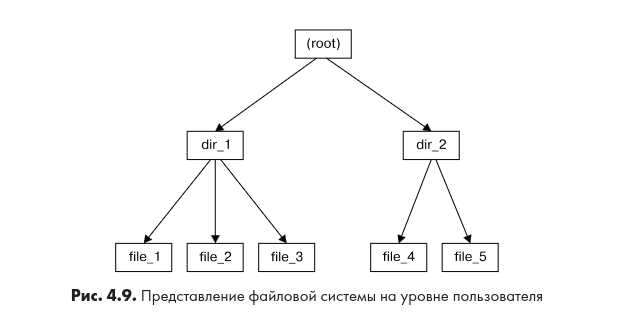 (root)
dir_1 dir_2
file_1 file_2 file_3 file_4 file_5
Рис. 4.9. Представление файловой системы на уровне пользователя